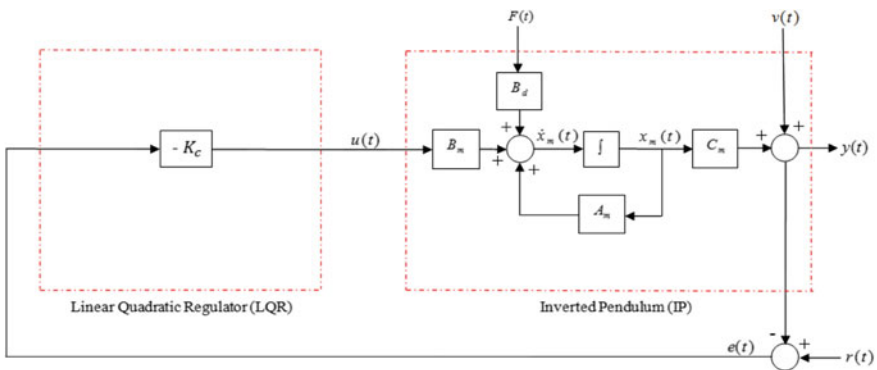 F(t)
v(t)
B_d
- K_c
u(t)
B_m
+
+
+
ẋ_m (t)
∫
x_m (t)
C_m
+
+
y(t)
A_m
Linear Quadratic Regulator (LQR)
Inverted Pendulum (IP)
e(t)
-
+
r(t)